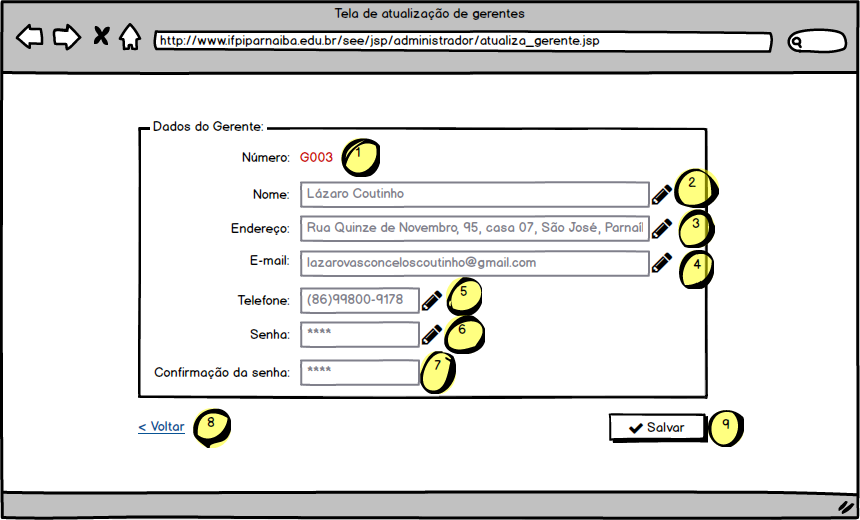 Tela de atualização de gerentes
http://www.ifpiparnaiba.edu.br/see/jsp/administrador/atualiza_gerente.jsp
Dados do Gerente:
Número: G003 1
Nome: Lázaro Coutinho 2
Endereço: Rua Quinze de Novembro, 95, casa 07, São José, Parnaí 3
E-mail: lazarovasconceloscoutinho@gmail.com 4
Telefone: (86)99800-9178 5
Senha: **** 6
Confirmação da senha: **** 7
< Voltar 8 Salvar 9